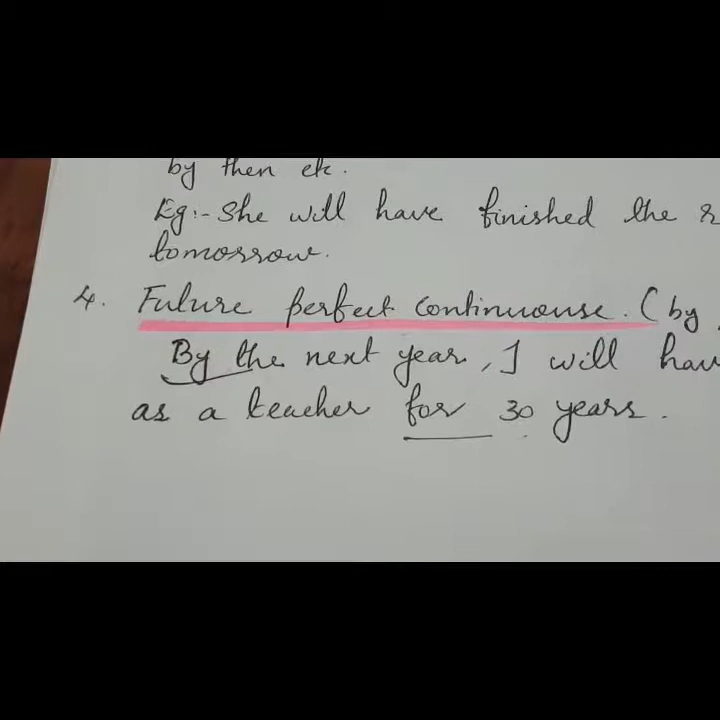 by then etc.
Eg:- She will have finished the
tomorrow.
4. Future perfect continuouse. (by
By the next year, I will hav
as a teacher for 30 years.